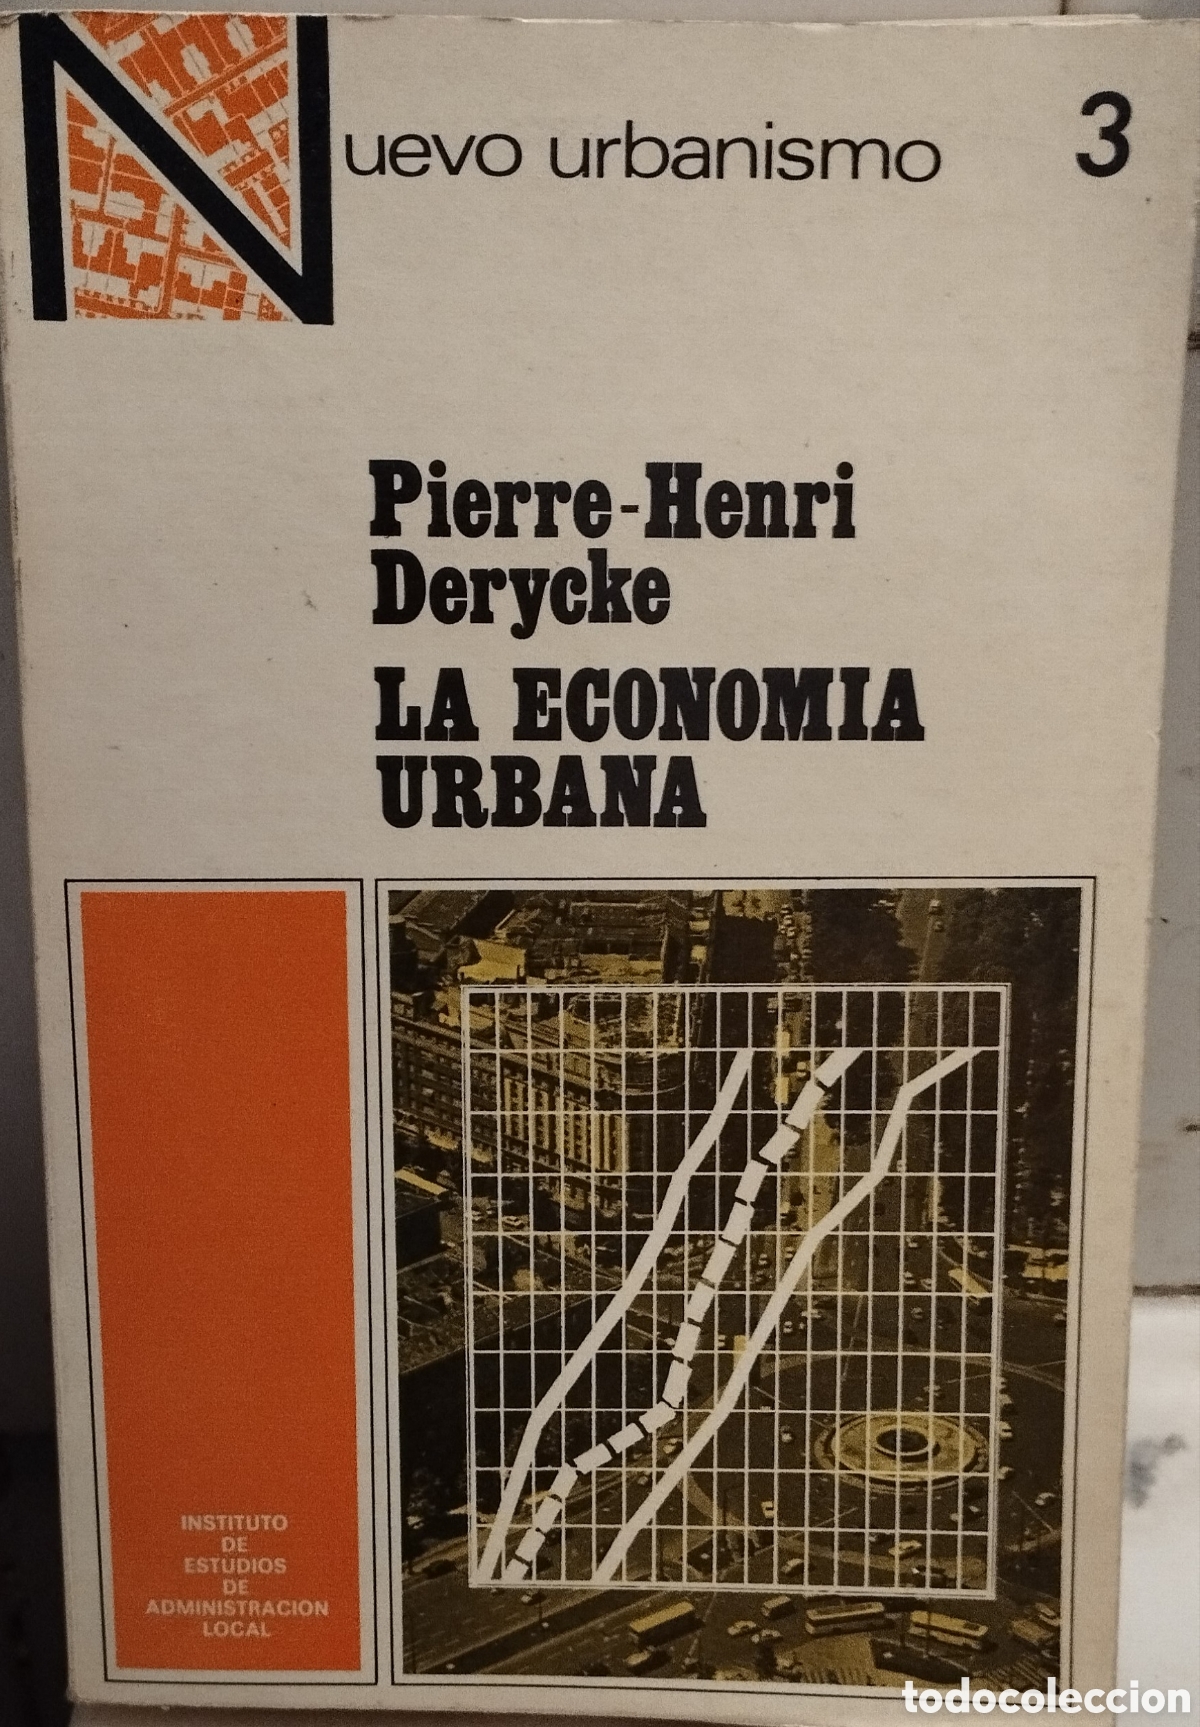 Nuevo urbanismo 3
Pierre-Henri
Derycke
LA ECONOMIA
URBANA
INSTITUTO
DE
ESTUDIOS
DE
ADMINISTRACION
LOCAL
todocoleccion